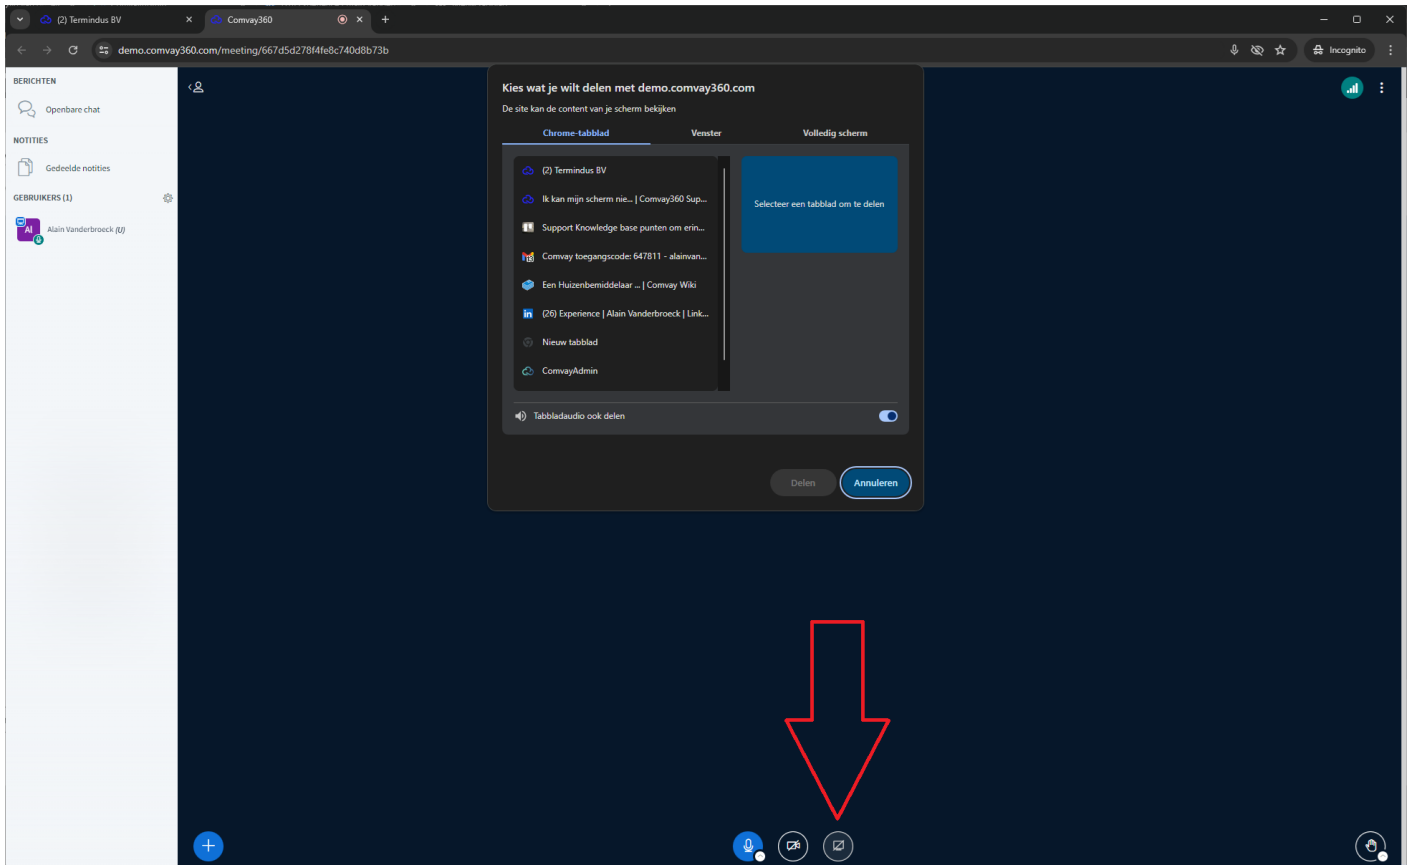 (2) Termindus BV
Comvay360
demo.comvay360.com/meeting/667d5d278f4fe8c740d8b73b
Incognito
BERICHTEN
Openbare chat
NOTITIES
Gedeelde notities
GEBRUIKERS (1)
AI
Alain Vanderbroeck (U)
Kies wat je wilt delen met demo.comvay360.com
De site kan de content van je scherm bekijken
Chrome-tabblad
Venster
Volledig scherm
(2) Termindus BV
Ik kan mijn scherm nie... | Comvay360 Sup...
Support Knowledge base punten om erin...
Comvay toegangscode: 647811 - alainvan...
Een Huizenbemiddelaar ... | Comvay Wiki
(26) Experience | Alain Vanderbroeck | Link...
Nieuw tabblad
ComvayAdmin
Selecteer een tabblad om te delen
Tabbladaudio ook delen
Delen
Annuleren